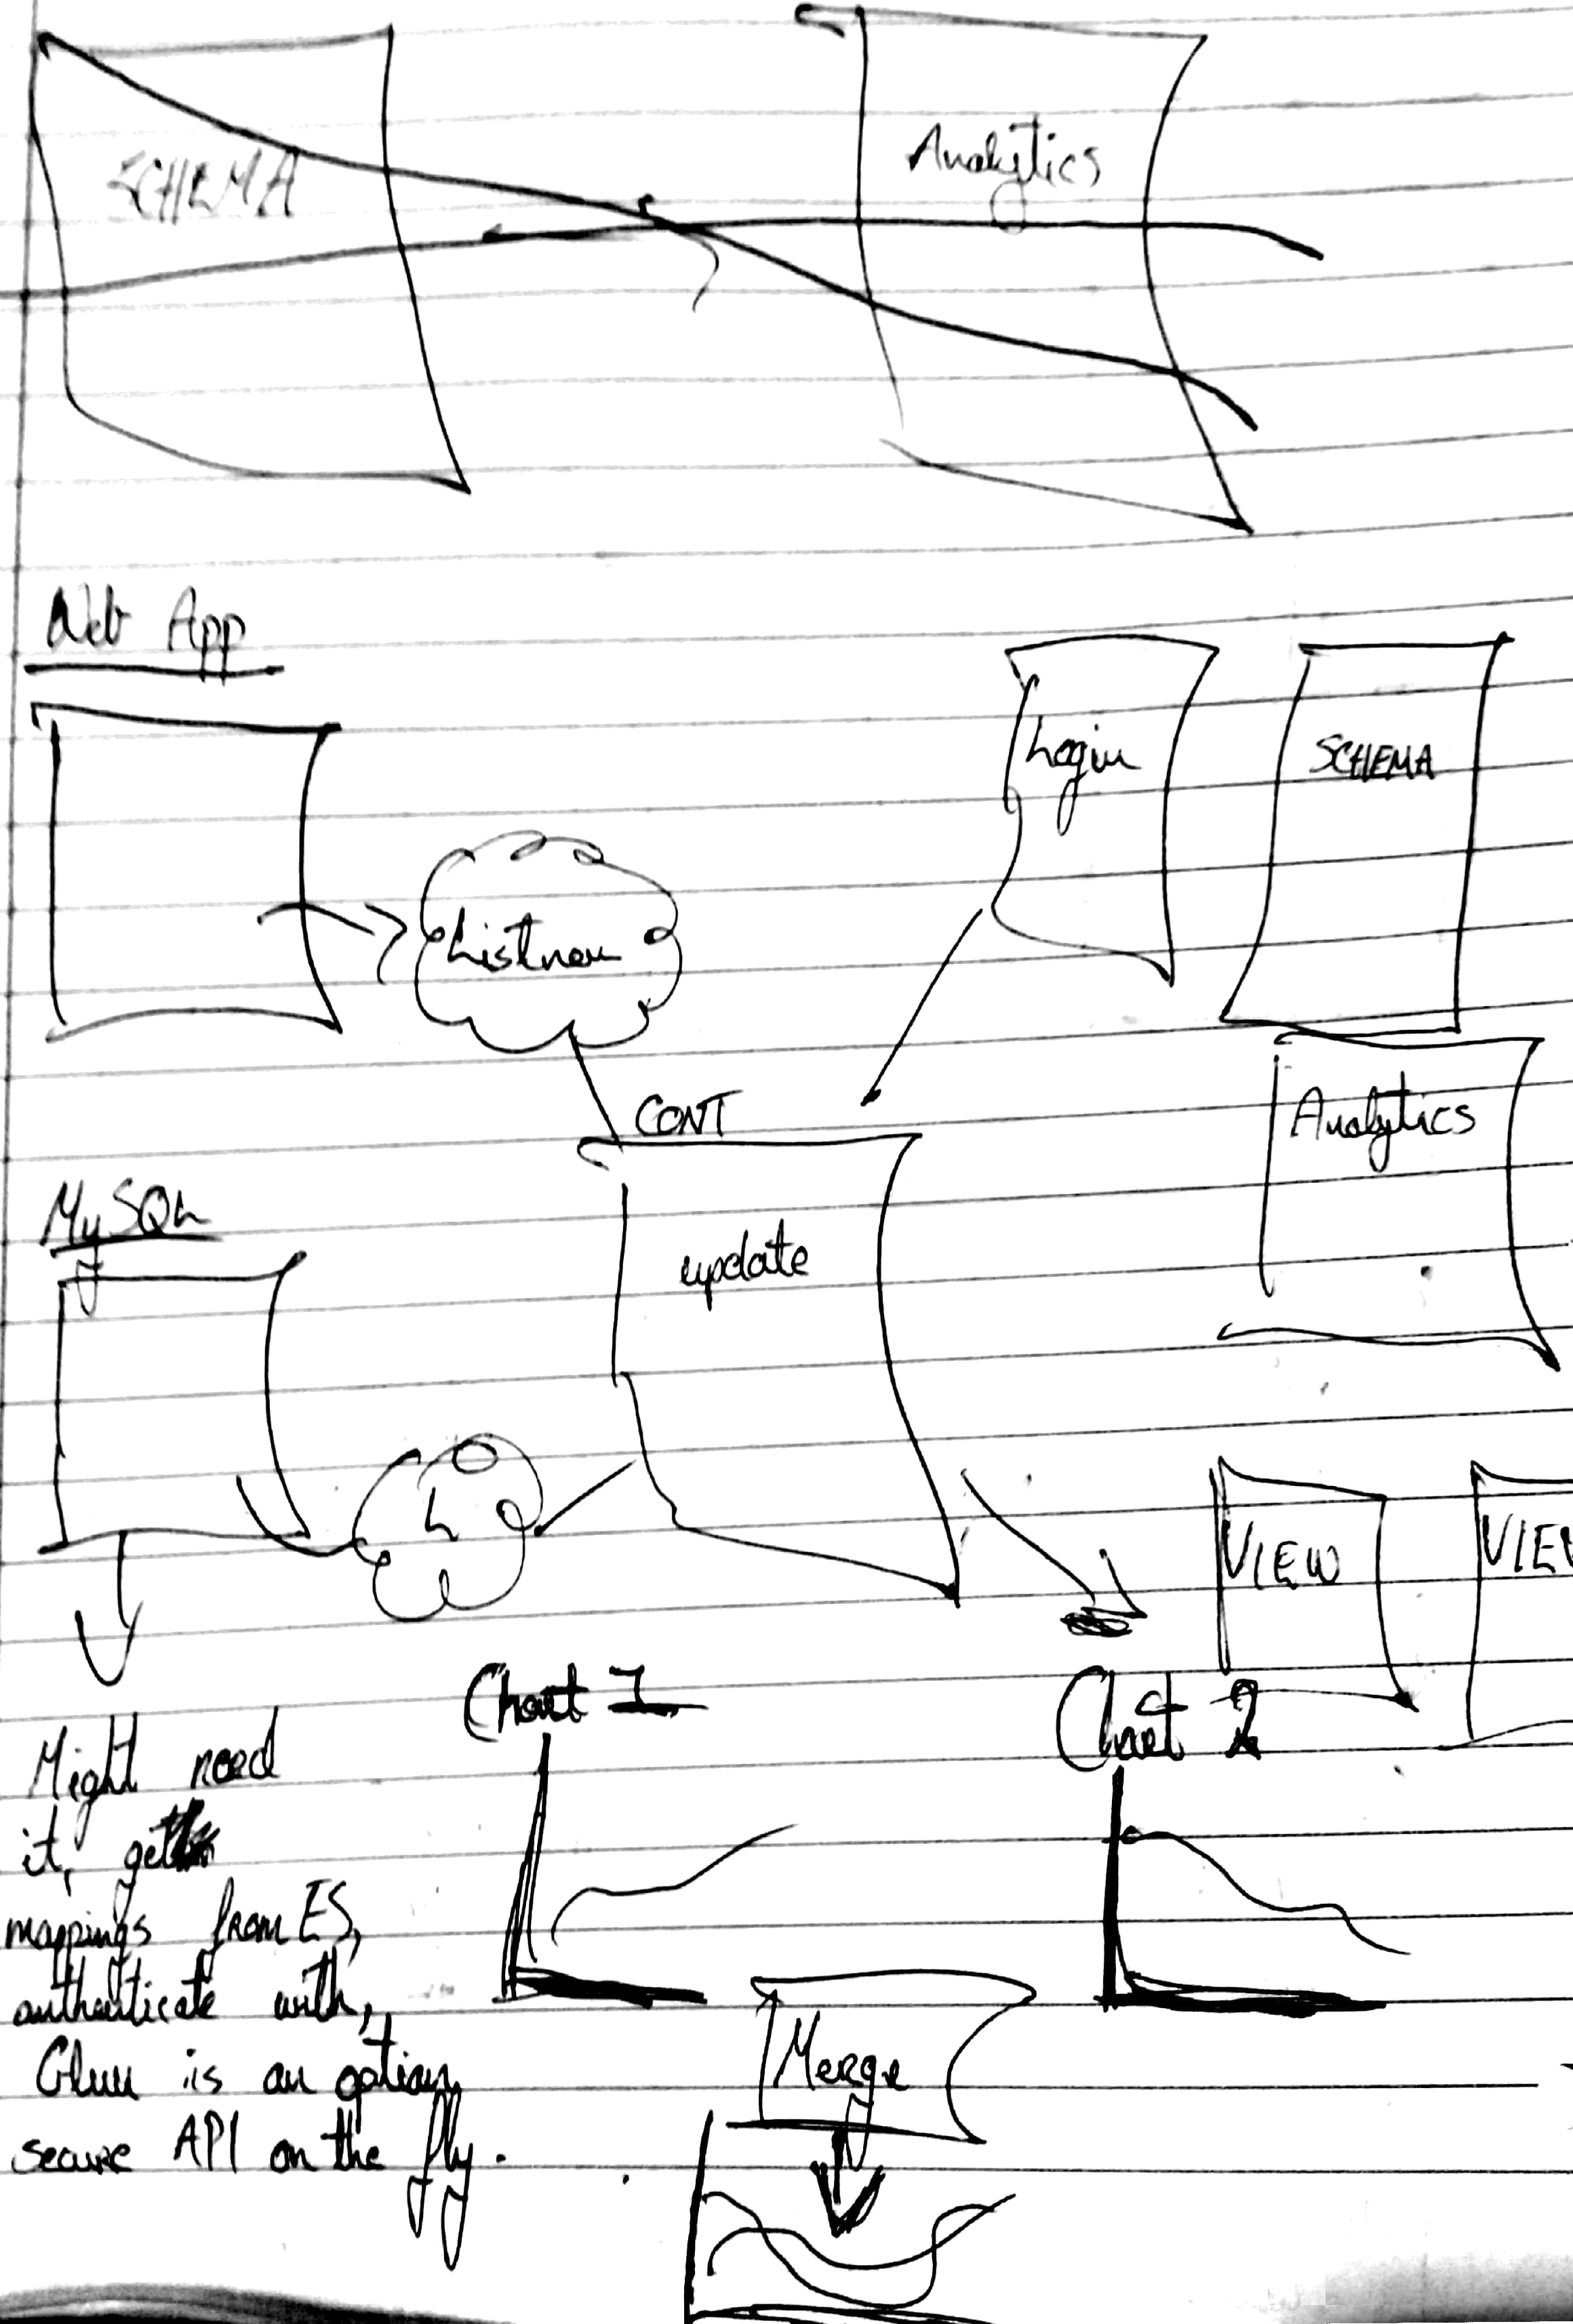 SCHEMA
Analytics
Web App
Login
SCHEMA
Listner
CONT
Analytics
MySQL
update
L
VIEW
VIEW
Chart 1
Chart 2
Might need
it, get
mappings from ES,
authenticate with,
Gluu is an option,
secure API on the fly.
Merge